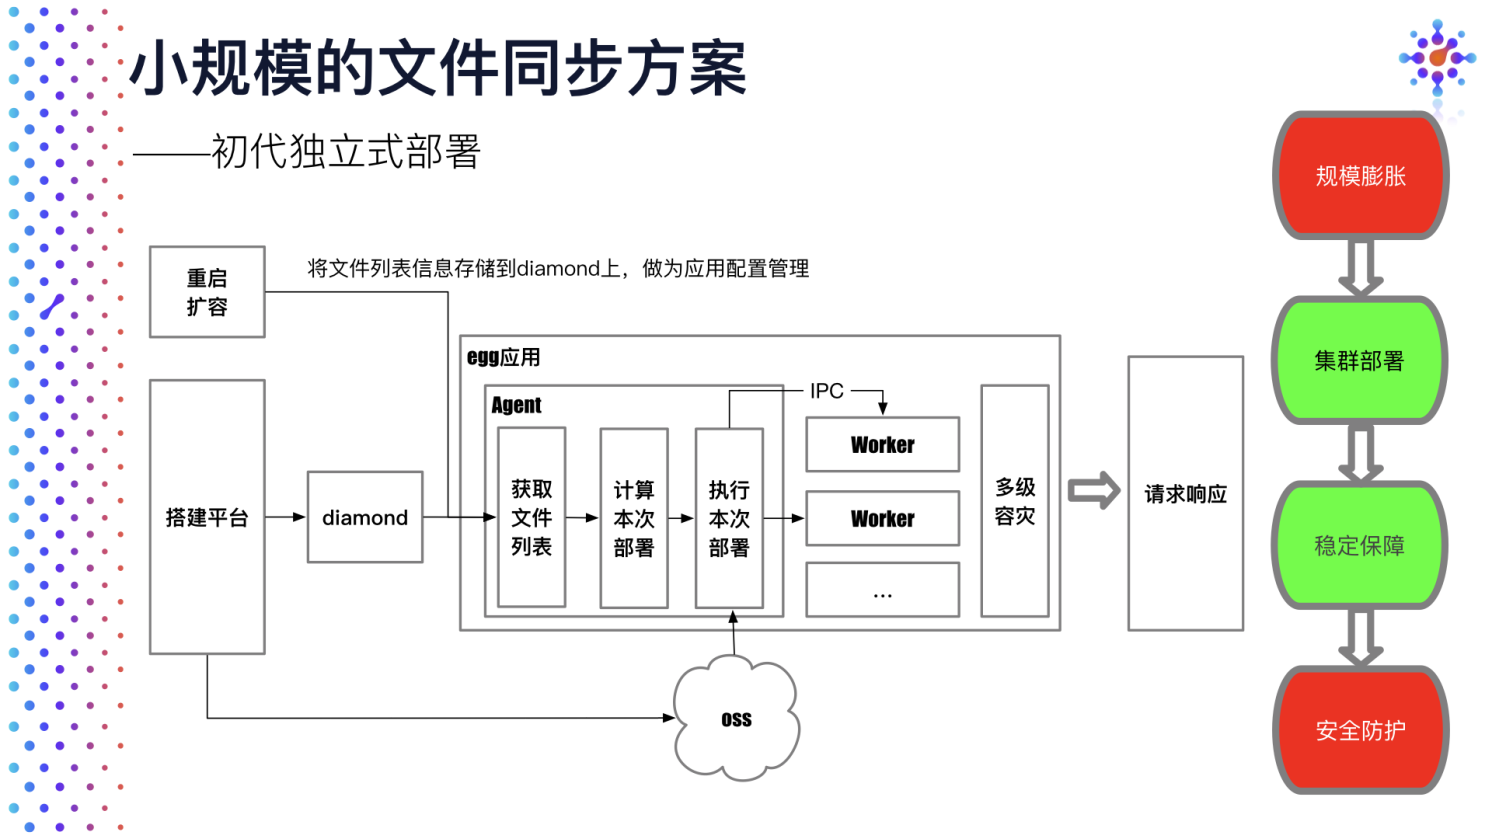 小规模的文件同步方案
——初代独立式部署
规模膨胀
重启
扩容
将文件列表信息存储到diamond上，做为应用配置管理
egg应用
集群部署
IPC
Agent
Worker
获取
文件
列表
计算
本次
部署
执行
本次
部署
Worker
...
多级
容灾
请求响应
搭建平台
diamond
稳定保障
oss
安全防护